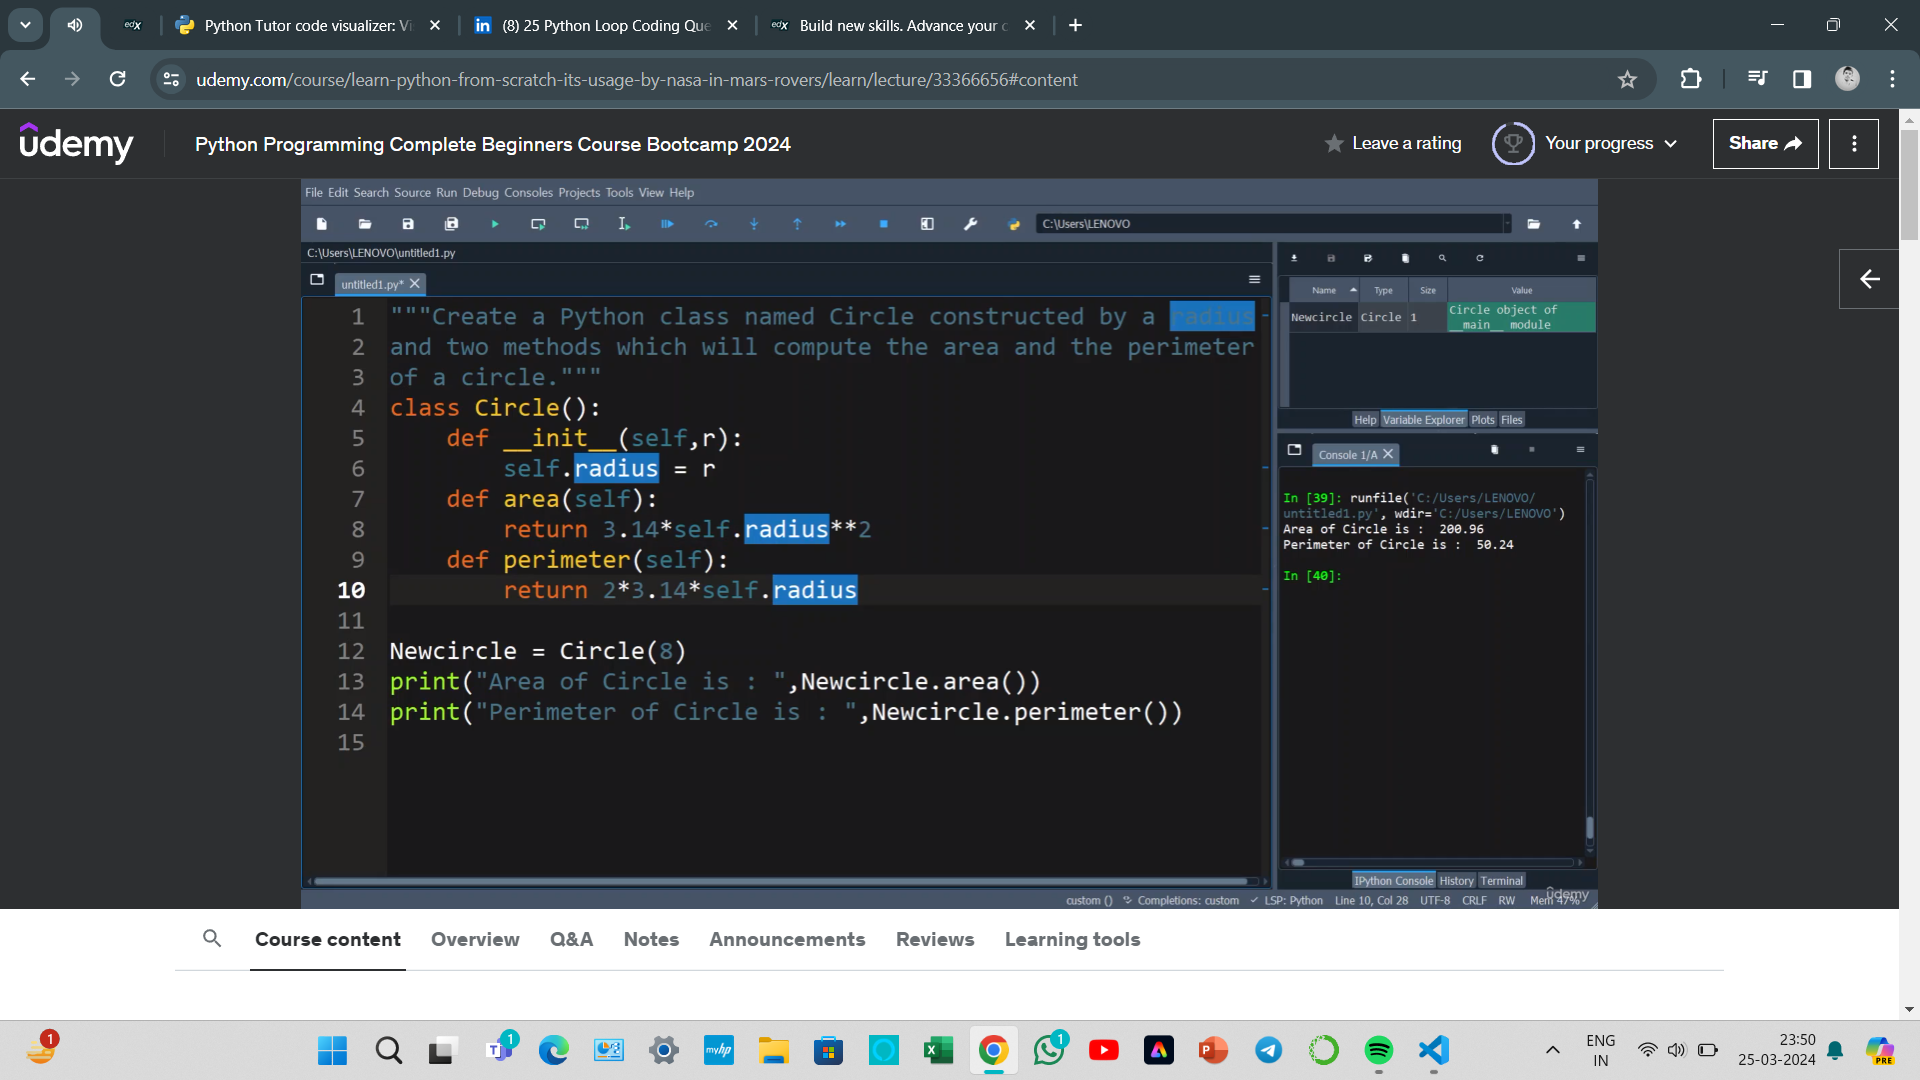 edX
Python Tutor code visualizer: Vi
in (8) 25 Python Loop Coding Que
edX Build new skills. Advance your c
udemy.com/course/learn-python-from-scratch-its-usage-by-nasa-in-mars-rovers/learn/lecture/33366656#content
udemy
Python Programming Complete Beginners Course Bootcamp 2024
Leave a rating
Your progress
Share
File Edit Search Source Run Debug Consoles Projects Tools View Help
C:\Users\LENOVO
C:\Users\LENOVO\untitled1.py
untitled1.py*
1 """Create a Python class named Circle constructed by a radius
2 and two methods which will compute the area and the perimeter
3 of a circle."""
4 class Circle():
5 def __init__(self,r):
6 self.radius = r
7 def area(self):
8 return 3.14*self.radius**2
9 def perimeter(self):
10 return 2*3.14*self.radius
11
12 Newcircle = Circle(8)
13 print("Area of Circle is : ",Newcircle.area())
14 print("Perimeter of Circle is : ",Newcircle.perimeter())
15
Name Type Size Value
Newcircle Circle 1 Circle object of
__main__ module
Help Variable Explorer Plots Files
Console 1/A
In [39]: runfile('C:/Users/LENOVO/
untitled1.py', wdir='C:/Users/LENOVO')
Area of Circle is : 200.96
Perimeter of Circle is : 50.24
In [40]:
IPython Console History Terminal
udemy
custom () Completions: custom LSP: Python Line 10, Col 28 UTF-8 CRLF RW Mem 47%
Course content Overview Q&A Notes Announcements Reviews Learning tools
1
T 1
myhp
X
1
P
ENG
IN
23:50
25-03-2024
PRE